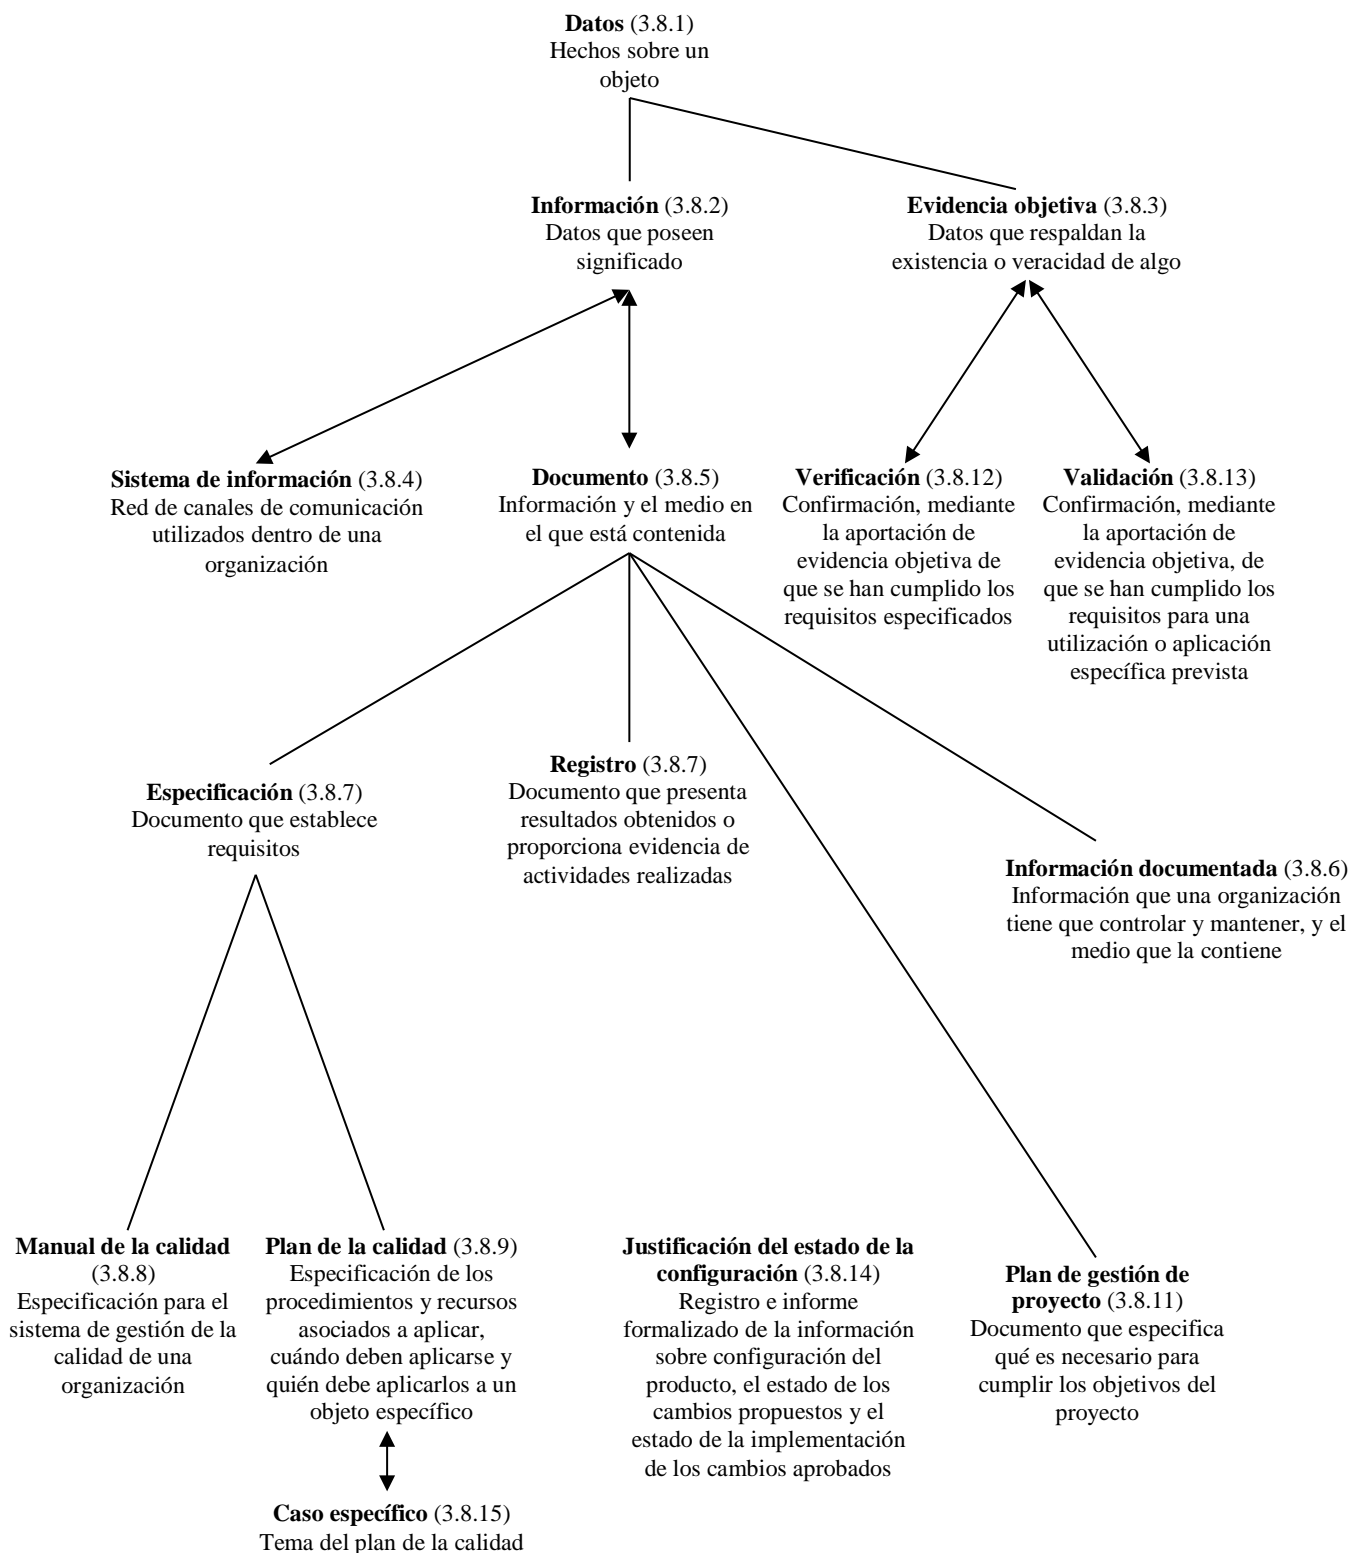 Datos (3.8.1)
Hechos sobre un
objeto
Información (3.8.2)
Datos que poseen
significado
Evidencia objetiva (3.8.3)
Datos que respaldan la
existencia o veracidad de algo
Sistema de información (3.8.4)
Red de canales de comunicación
utilizados dentro de una
organización
Documento (3.8.5)
Información y el medio en
el que está contenida
Verificación (3.8.12)
Confirmación, mediante
la aportación de
evidencia objetiva de
que se han cumplido los
requisitos especificados
Validación (3.8.13)
Confirmación, mediante
la aportación de
evidencia objetiva, de
que se han cumplido los
requisitos para una
utilización o aplicación
específica prevista
Especificación (3.8.7)
Documento que establece
requisitos
Registro (3.8.7)
Documento que presenta
resultados obtenidos o
proporciona evidencia de
actividades realizadas
Información documentada (3.8.6)
Información que una organización
tiene que controlar y mantener, y el
medio que la contiene
Manual de la calidad
(3.8.8)
Especificación para el
sistema de gestión de la
calidad de una
organización
Plan de la calidad (3.8.9)
Especificación de los
procedimientos y recursos
asociados a aplicar,
cuándo deben aplicarse y
quién debe aplicarlos a un
objeto específico
Justificación del estado de la
configuración (3.8.14)
Registro e informe
formalizado de la información
sobre configuración del
producto, el estado de los
cambios propuestos y el
estado de la implementación
de los cambios aprobados
Plan de gestión de
proyecto (3.8.11)
Documento que especifica
qué es necesario para
cumplir los objetivos del
proyecto
Caso específico (3.8.15)
Tema del plan de la calidad